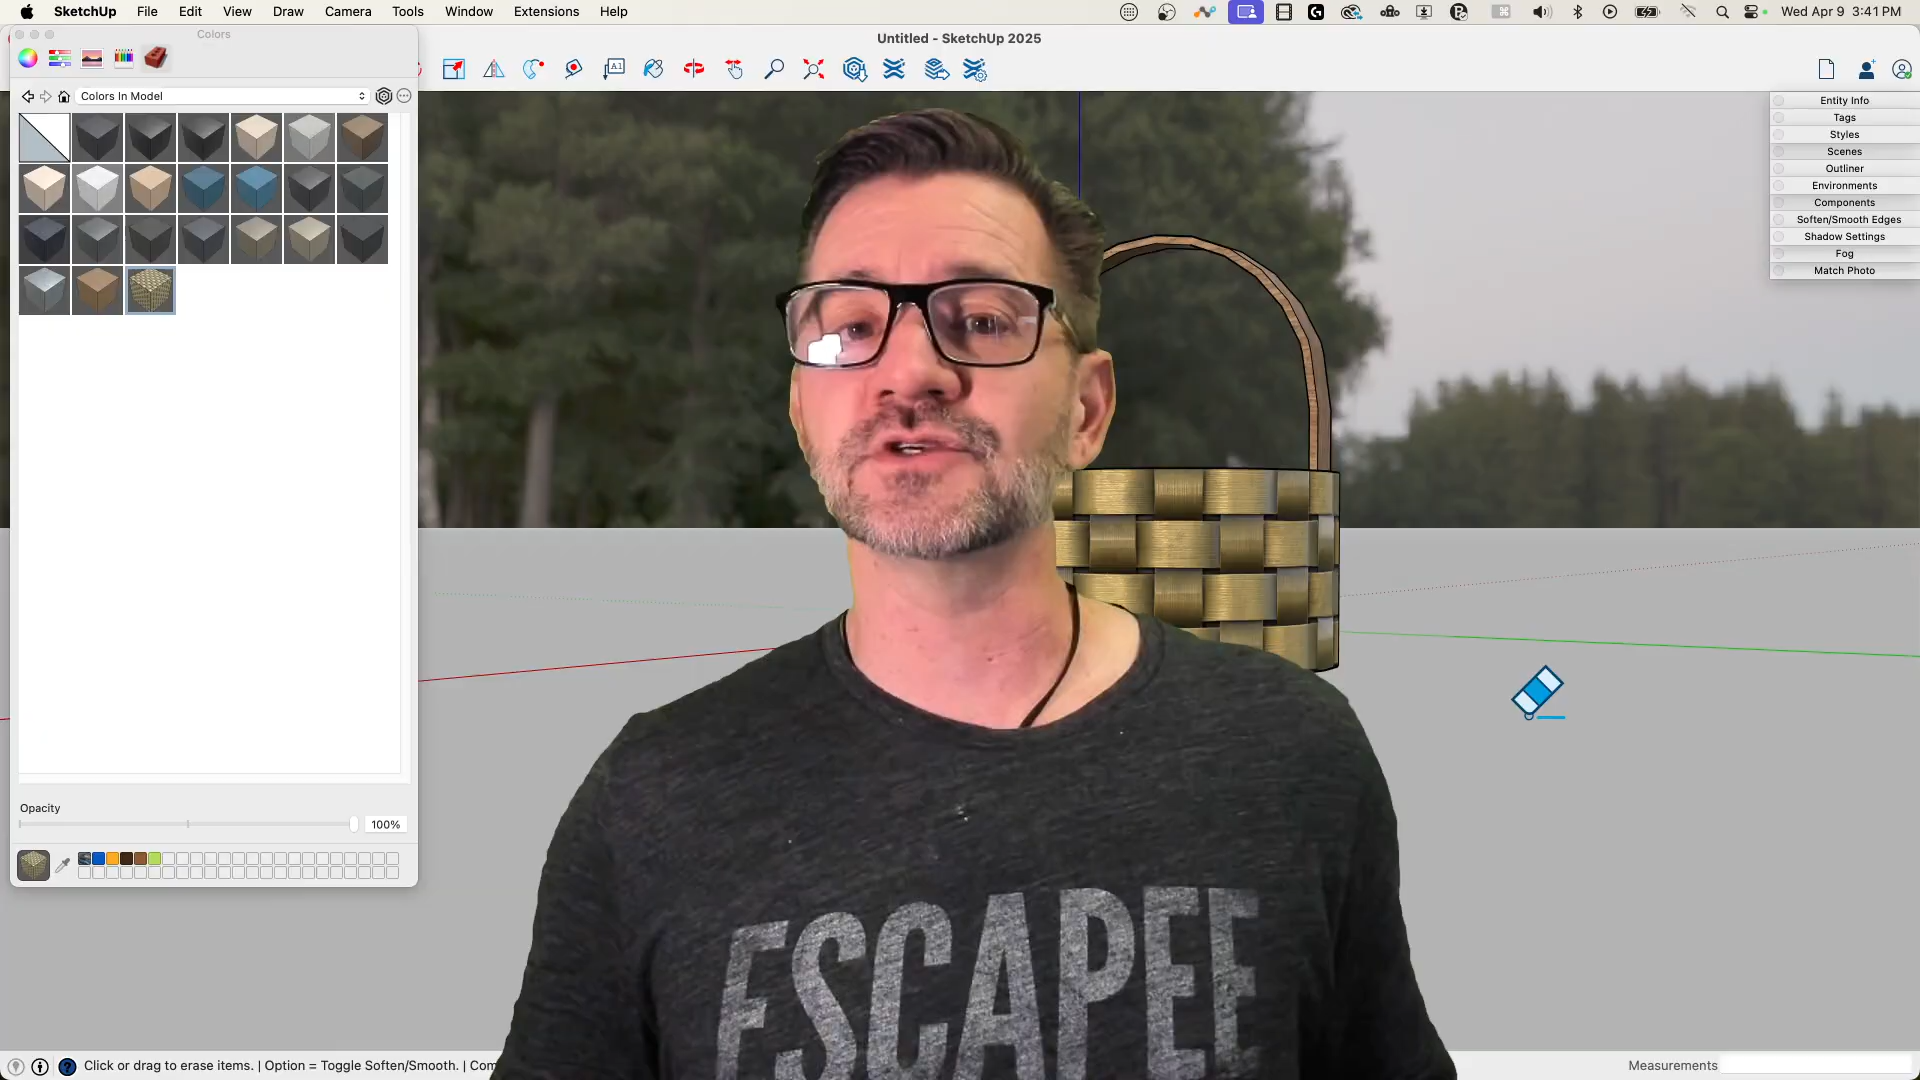 SketchUp File Edit View Draw Camera Tools Window Extensions Help
Wed Apr 9 3:41 PM
Colors
Untitled - SketchUp 2025
A1
Colors In Model
Entity Info
Tags
Styles
Scenes
Outliner
Environments
Components
Soften/Smooth Edges
Shadow Settings
Fog
Match Photo
Opacity
100%
ESCAPEE
Click or drag to erase items. | Option = Toggle Soften/Smooth. | Com
Measurements